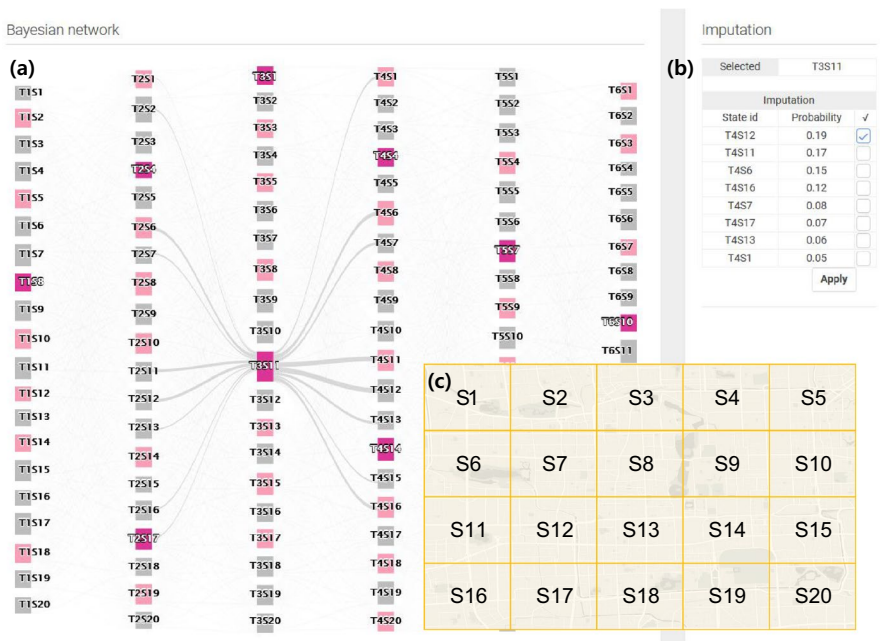 Bayesian network
(a)
T1S1
T1S2
T1S3
T1S4
T1S5
T1S6
T1S7
T1S8
T1S9
T1S10
T1S11
T1S12
T1S13
T1S14
T1S15
T1S16
T1S17
T1S18
T1S19
T1S20
T2S1
T2S2
T2S3
T2S4
T2S5
T2S6
T2S7
T2S8
T2S9
T2S10
T2S11
T2S12
T2S13
T2S14
T2S15
T2S16
T2S17
T2S18
T2S19
T2S20
T3S1
T3S2
T3S3
T3S4
T3S5
T3S6
T3S7
T3S8
T3S9
T3S10
T3S11
T3S12
T3S13
T3S14
T3S15
T3S16
T3S17
T3S18
T3S19
T3S20
T4S1
T4S2
T4S3
T4S4
T4S5
T4S6
T4S7
T4S8
T4S9
T4S10
T4S11
T4S12
T4S13
T4S14
T4S15
T4S16
T4S17
T4S18
T4S19
T4S20
T5S1
T5S2
T5S3
T5S4
T5S5
T5S6
T5S7
T5S8
T5S9
T5S10
T6S1
T6S2
T6S3
T6S4
T6S5
T6S6
T6S7
T6S8
T6S9
T6S10
T6S11
Imputation
(b)
Selected T3S11
Imputation
State id Probability √
T4S12 0.19
T4S11 0.17
T4S6 0.15
T4S16 0.12
T4S7 0.08
T4S17 0.07
T4S13 0.06
T4S1 0.05
Apply
(c)
S1 S2 S3 S4 S5
S6 S7 S8 S9 S10
S11 S12 S13 S14 S15
S16 S17 S18 S19 S20